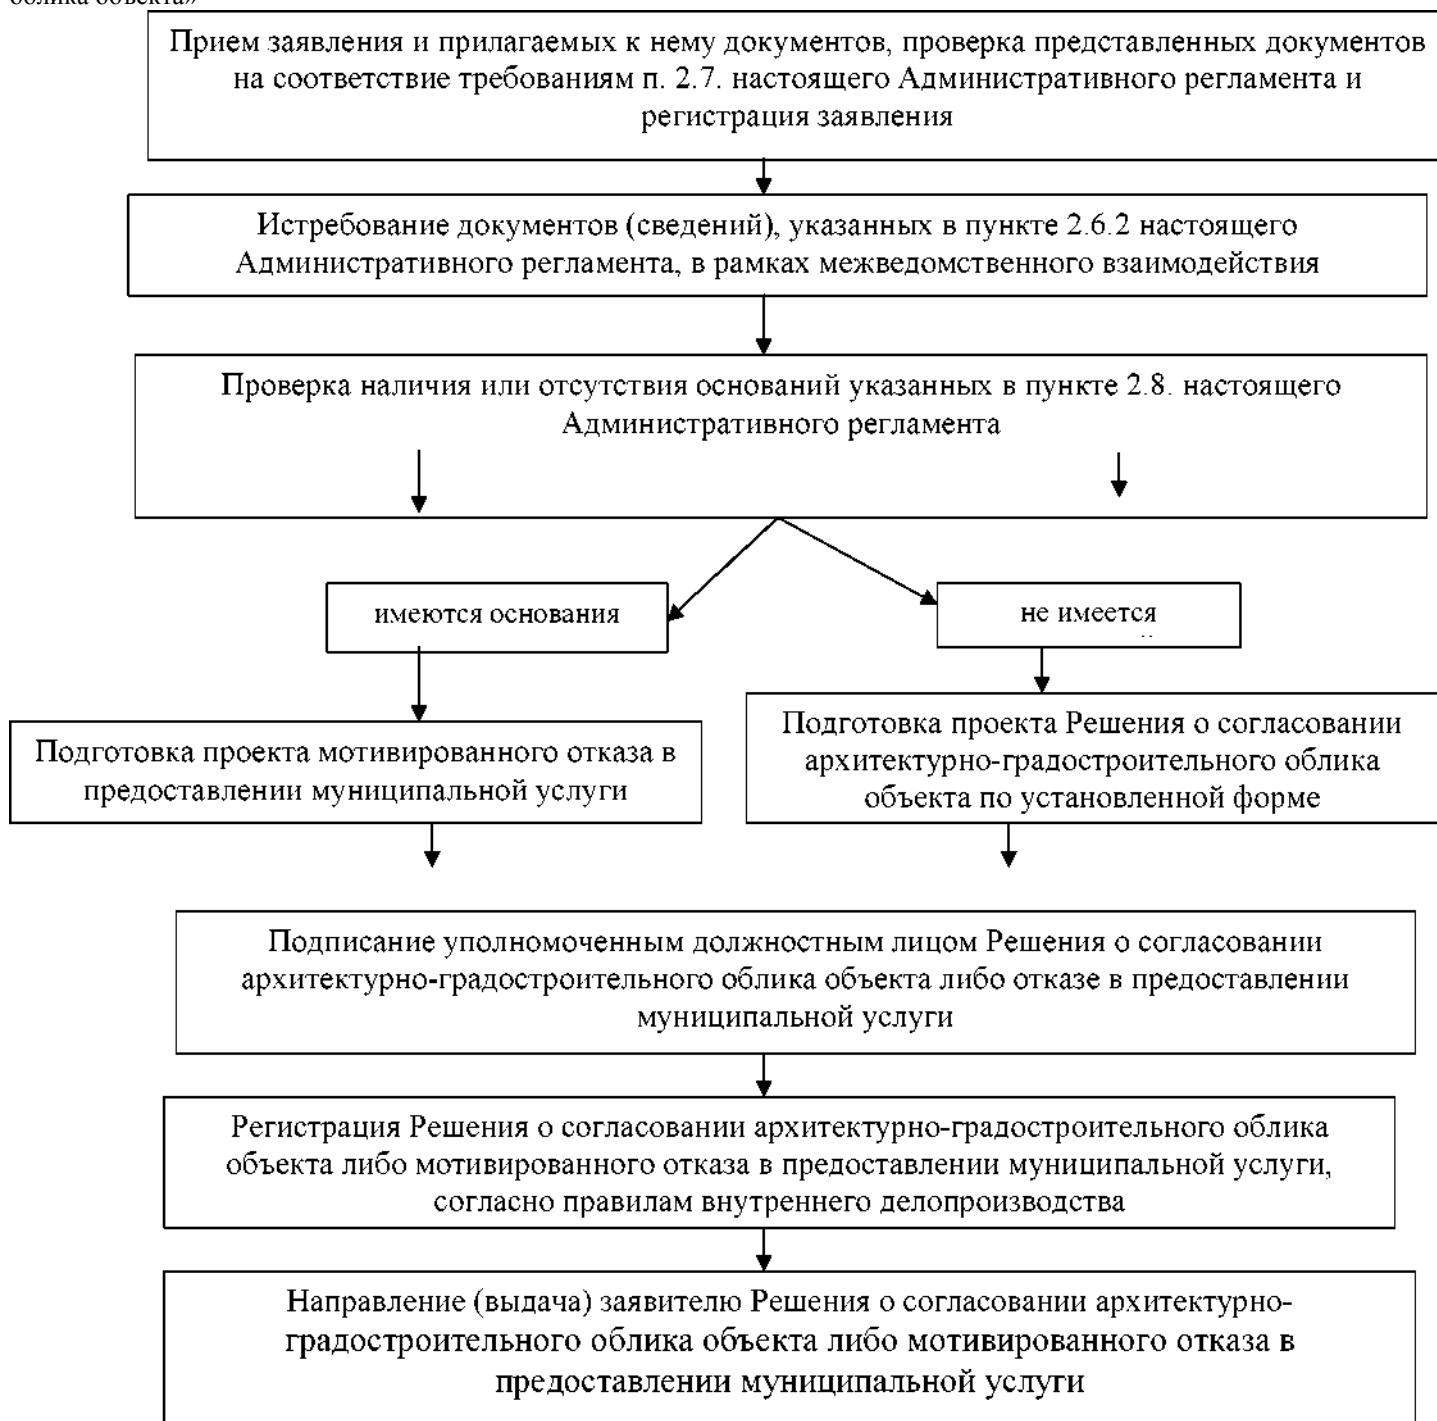 облика объекта»
Прием заявления и прилагаемых к нему документов, проверка представленных документов
на соответствие требованиям п. 2.7. настоящего Административного регламента и
регистрация заявления
Истребование документов (сведений), указанных в пункте 2.6.2 настоящего
Административного регламента, в рамках межведомственного взаимодействия
Проверка наличия или отсутствия оснований указанных в пункте 2.8. настоящего
Административного регламента
имеются основания
не имеется
Подготовка проекта мотивированного отказа в
предоставлении муниципальной услуги
Подготовка проекта Решения о согласовании
архитектурно-градостроительного облика
объекта по установленной форме
Подписание уполномоченным должностным лицом Решения о согласовании
архитектурно-градостроительного облика объекта либо отказе в предоставлении
муниципальной услуги
Регистрация Решения о согласовании архитектурно-градостроительного облика
объекта либо мотивированного отказа в предоставлении муниципальной услуги,
согласно правилам внутреннего делопроизводства
Направление (выдача) заявителю Решения о согласовании архитектурно-
градостроительного облика объекта либо мотивированного отказа в
предоставлении муниципальной услуги